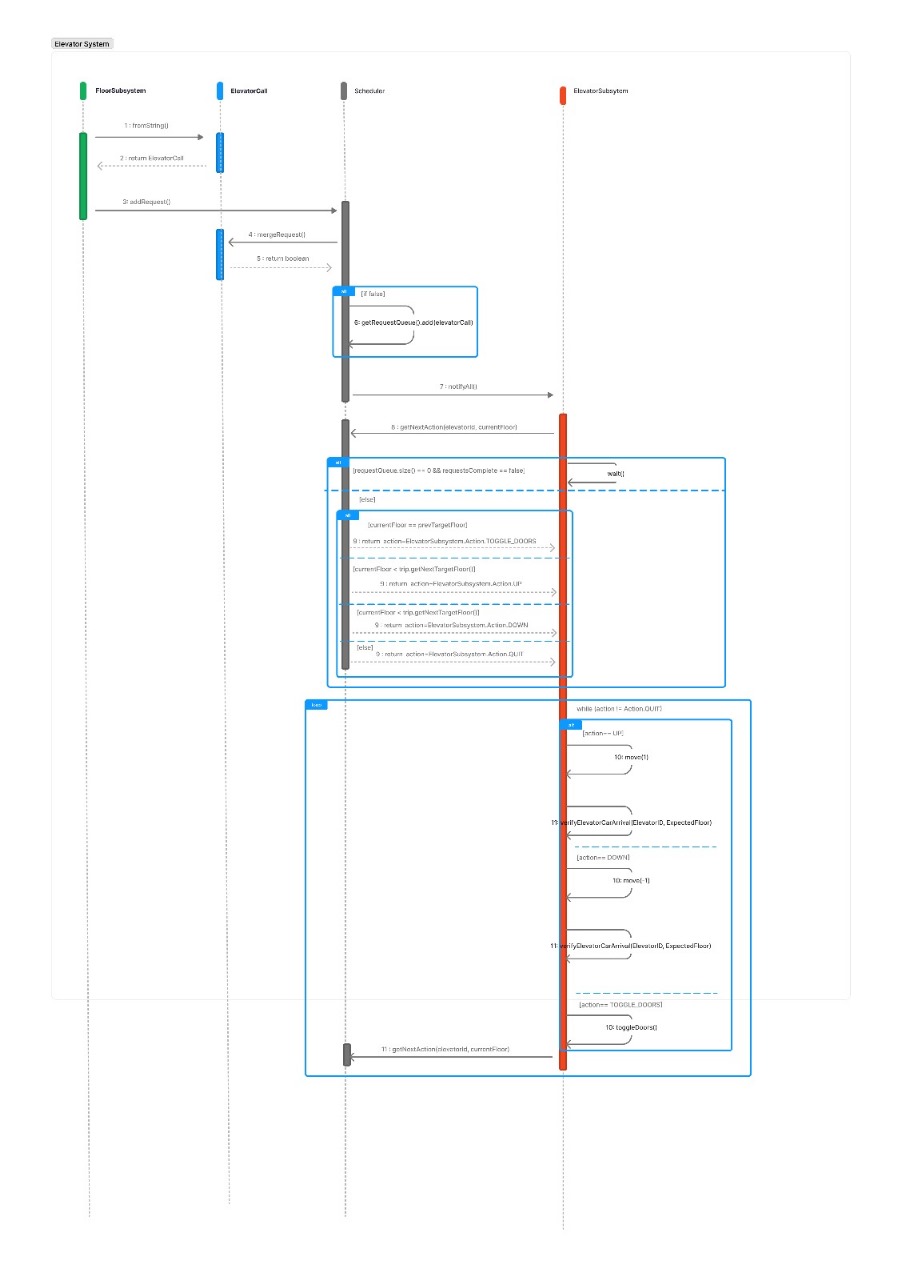 Elevator System
FloorSubsystem
ElevatorCall
Scheduler
ElevatorSubsytem
1 : fromString()
2 : return ElevatorCall
3: addRequest()
4 : mergeRequest()
5 : return boolean
[if false]
6: getRequestQueue().add(elevatorCall)
7 : notifyAll()
8 : getNextAction(elevatorId, currentFloor)
alt
[requestQueue.size() == 0 && requestsComplete == false]
wait()
[else]
[currentFloor == prevTargetFloor]
9 : return action=ElevatorSubsystem.Action.TOGGLE_DOORS
[currentFloor < trip.getNextTargetFloor()]
9 : return action=ElevatorSubsystem.Action.UP
[currentFloor < trip.getNextTargetFloor()]
9 : return action=ElevatorSubsystem.Action.DOWN
[else]
9 : return action=ElevatorSubsystem.Action.QUIT
while [action != Action.QUIT]
[action== UP]
10: move(1)
11: verifyElevatorCarArrival(ElevatorID, ExpectedFloor)
[action== DOWN]
10: move(-1)
11: verifyElevatorCarArrival(ElevatorID, ExpectedFloor)
[action== TOGGLE_DOORS]
10: toggleDoors()
11 : getNextAction(elevatorId, currentFloor)